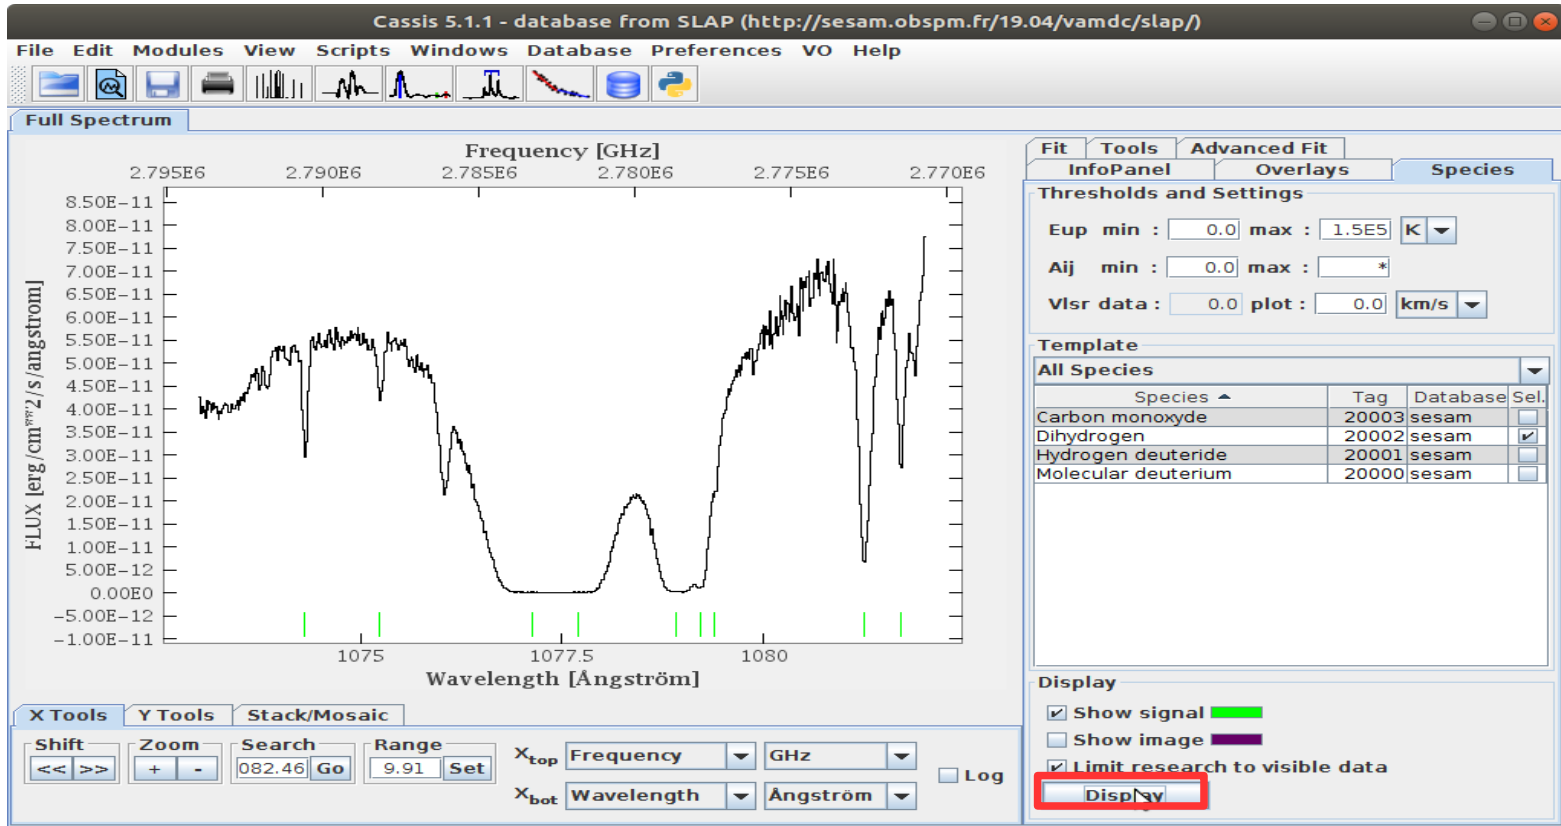 Cassis 5.1.1 - database from SLAP (http://sesam.obspm.fr/19.04/vamdc/slap/)
File Edit Modules View Scripts Windows Database Preferences VO Help
Full Spectrum
Frequency [GHz]
2.795E6 2.790E6 2.785E6 2.780E6 2.775E6 2.770E6
8.50E-11
8.00E-11
7.50E-11
7.00E-11
6.50E-11
6.00E-11
5.50E-11
5.00E-11
4.50E-11
4.00E-11
3.50E-11
3.00E-11
2.50E-11
2.00E-11
1.50E-11
1.00E-11
5.00E-12
0.00E0
-5.00E-12
-1.00E-11
FLUX [erg/cm**2/s/angstrom]
1075 1077.5 1080
Wavelength [Ångström]
X Tools Y Tools Stack/Mosaic
Shift Zoom Search Range
<< >> + - 082.46 Go 9.91 Set
Xtop Frequency GHz
Xbot Wavelength Ångström
Log
Fit Tools Advanced Fit
InfoPanel Overlays Species
Thresholds and Settings
Eup min : 0.0 max : 1.5E5 K
Aij min : 0.0 max : *
Vlsr data : 0.0 plot : 0.0 km/s
Template
All Species
Species Tag Database Sel.
Carbon monoxyde 20003 sesam
Dihydrogen 20002 sesam
Hydrogen deuteride 20001 sesam
Molecular deuterium 20000 sesam
Display
Show signal
Show image
Limit research to visible data
Display